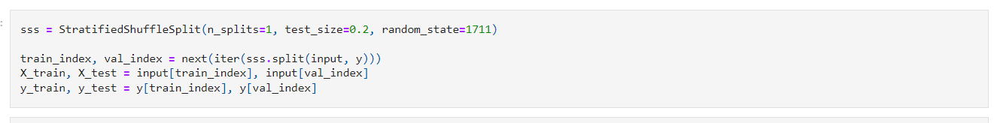 sss = StratifiedShuffleSplit(n_splits=1, test_size=0.2, random_state=1711)
train_index, val_index = next(iter(sss.split(input, y)))
X_train, X_test = input[train_index], input[val_index]
y_train, y_test = y[train_index], y[val_index]